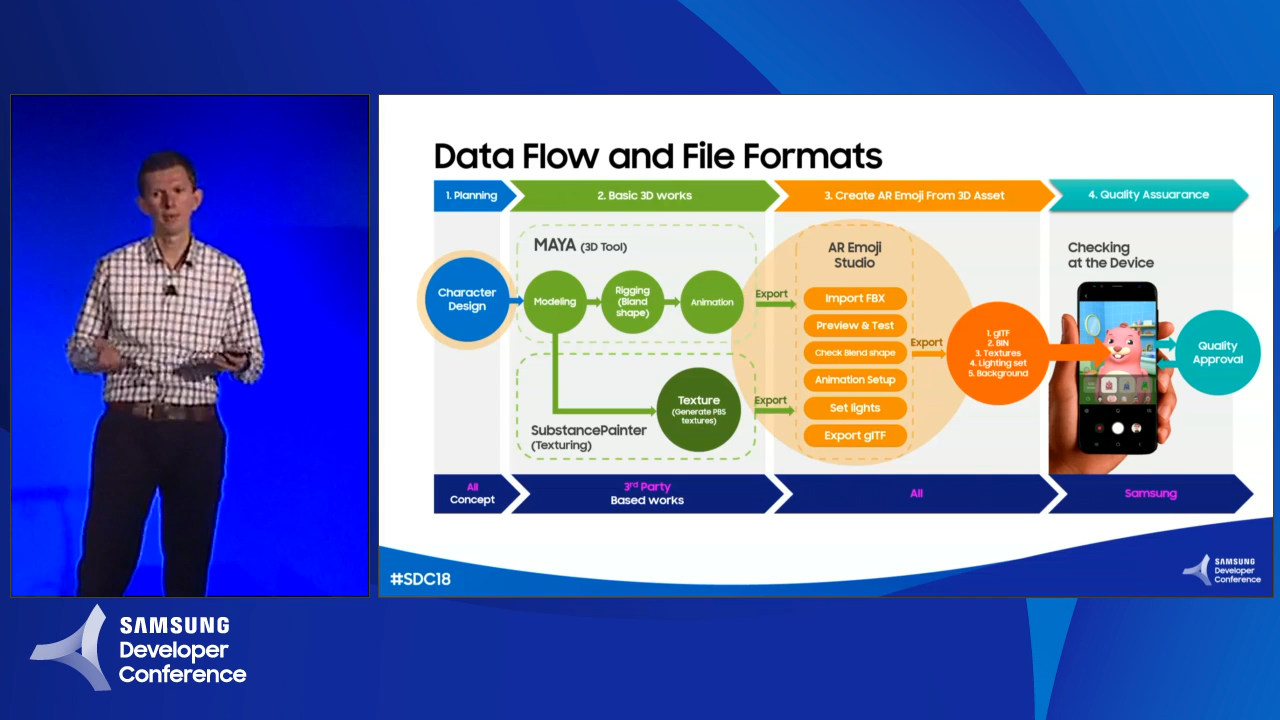 Data Flow and File Formats
1. Planning
2. Basic 3D works
3. Create AR Emoji From 3D Asset
4. Quality Assuarance
MAYA (3D Tool)
Character
Design
Modeling
Rigging
(Bland
shape)
Animation
Export
SubstancePainter
(Texturing)
Texture
(Generate PBS
textures)
Export
AR Emoji
Studio
Import FBX
Preview & Test
Check Blend shape
Animation Setup
Set lights
Export glTF
Export
1. glTF
2. BIN
3. Textures
4. Lighting set
5. Background
Checking
at the Device
Quality
Approval
All
Concept
3rd Party
Based works
All
Samsung
#SDC18
SAMSUNG
Developer
Conference
SAMSUNG
Developer
Conference